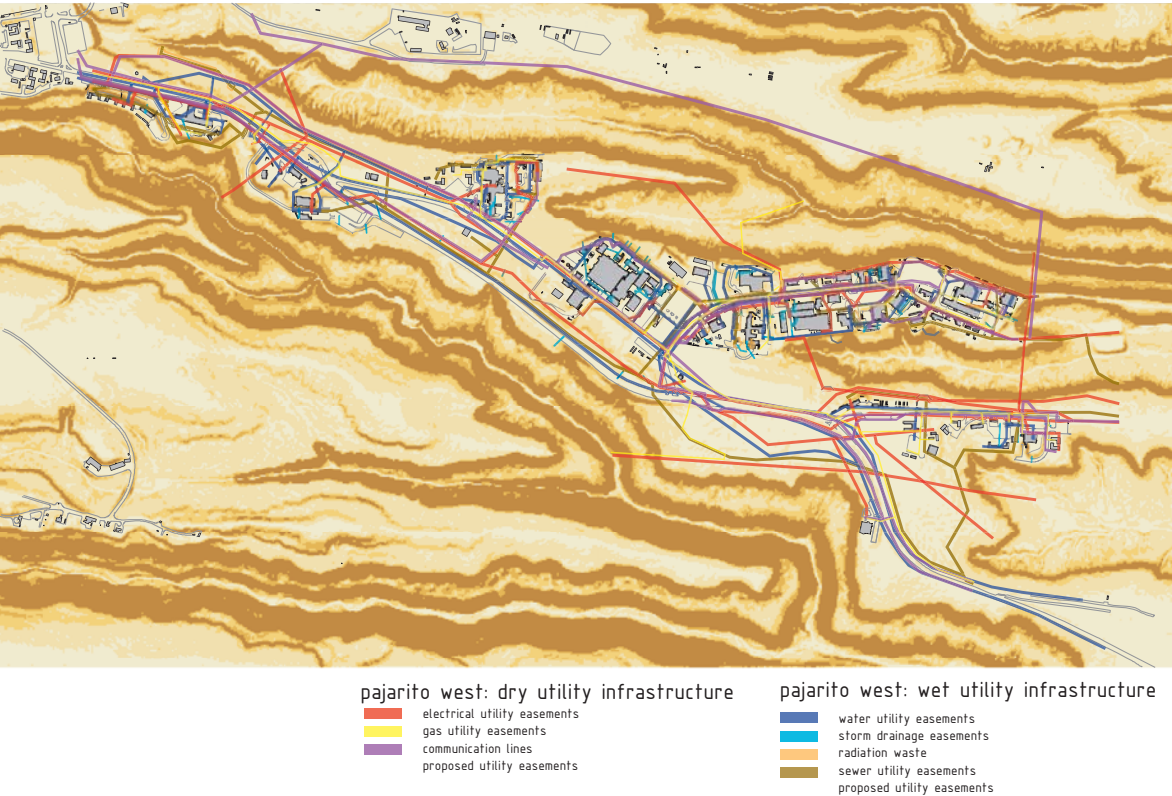 pajarito west: dry utility infrastructure
electrical utility easements
gas utility easements
communication lines
proposed utility easements
pajarito west: wet utility infrastructure
water utility easements
storm drainage easements
radiation waste
sewer utility easements
proposed utility easements